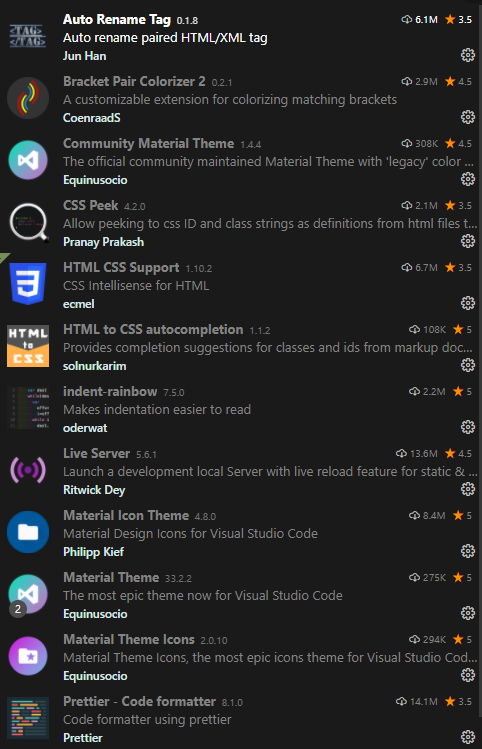 Auto Rename Tag 0.1.8 6.1M 3.5
Auto rename paired HTML/XML tag
Jun Han
Bracket Pair Colorizer 2 0.2.1 2.9M 4.5
A customizable extension for colorizing matching brackets
CoenraadS
Community Material Theme 1.4.4 308K 4.5
The official community maintained Material Theme with 'legacy' color ...
Equinusocio
CSS Peek 4.2.0 2.1M 3.5
Allow peeking to css ID and class strings as definitions from html files t...
Pranay Prakash
HTML CSS Support 1.10.2 6.7M 3.5
CSS Intellisense for HTML
ecmel
HTML to CSS autocompletion 1.1.2 108K 5
Provides completion suggestions for classes and ids from markup doc...
solnurkarim
indent-rainbow 7.5.0 2.2M 5
Makes indentation easier to read
oderwat
Live Server 5.6.1 13.6M 4.5
Launch a development local Server with live reload feature for static & ...
Ritwick Dey
Material Icon Theme 4.8.0 8.4M 5
Material Design Icons for Visual Studio Code
Philipp Kief
Material Theme 33.2.2 275K 5
The most epic theme now for Visual Studio Code
2
Equinusocio
Material Theme Icons 2.0.10 294K 5
Material Theme Icons, the most epic icons theme for Visual Studio Cod...
Equinusocio
Prettier - Code formatter 8.1.0 14.1M 3.5
Code formatter using prettier
Prettier
<TAG>
</TAG>
HTML
to
CSS